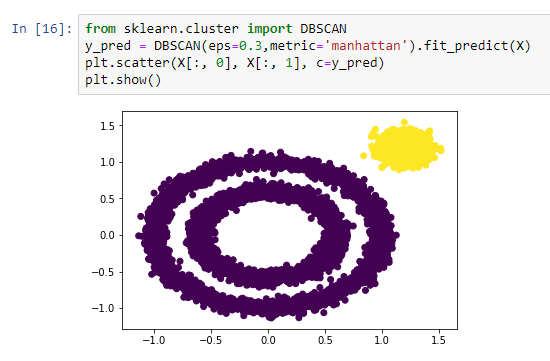 In [16]: from sklearn.cluster import DBSCAN
y_pred = DBSCAN(eps=0.3,metric='manhattan').fit_predict(X)
plt.scatter(X[:, 0], X[:, 1], c=y_pred)
plt.show()
1.5
1.0
0.5
0.0
−0.5
−1.0
−1.0 −0.5 0.0 0.5 1.0 1.5